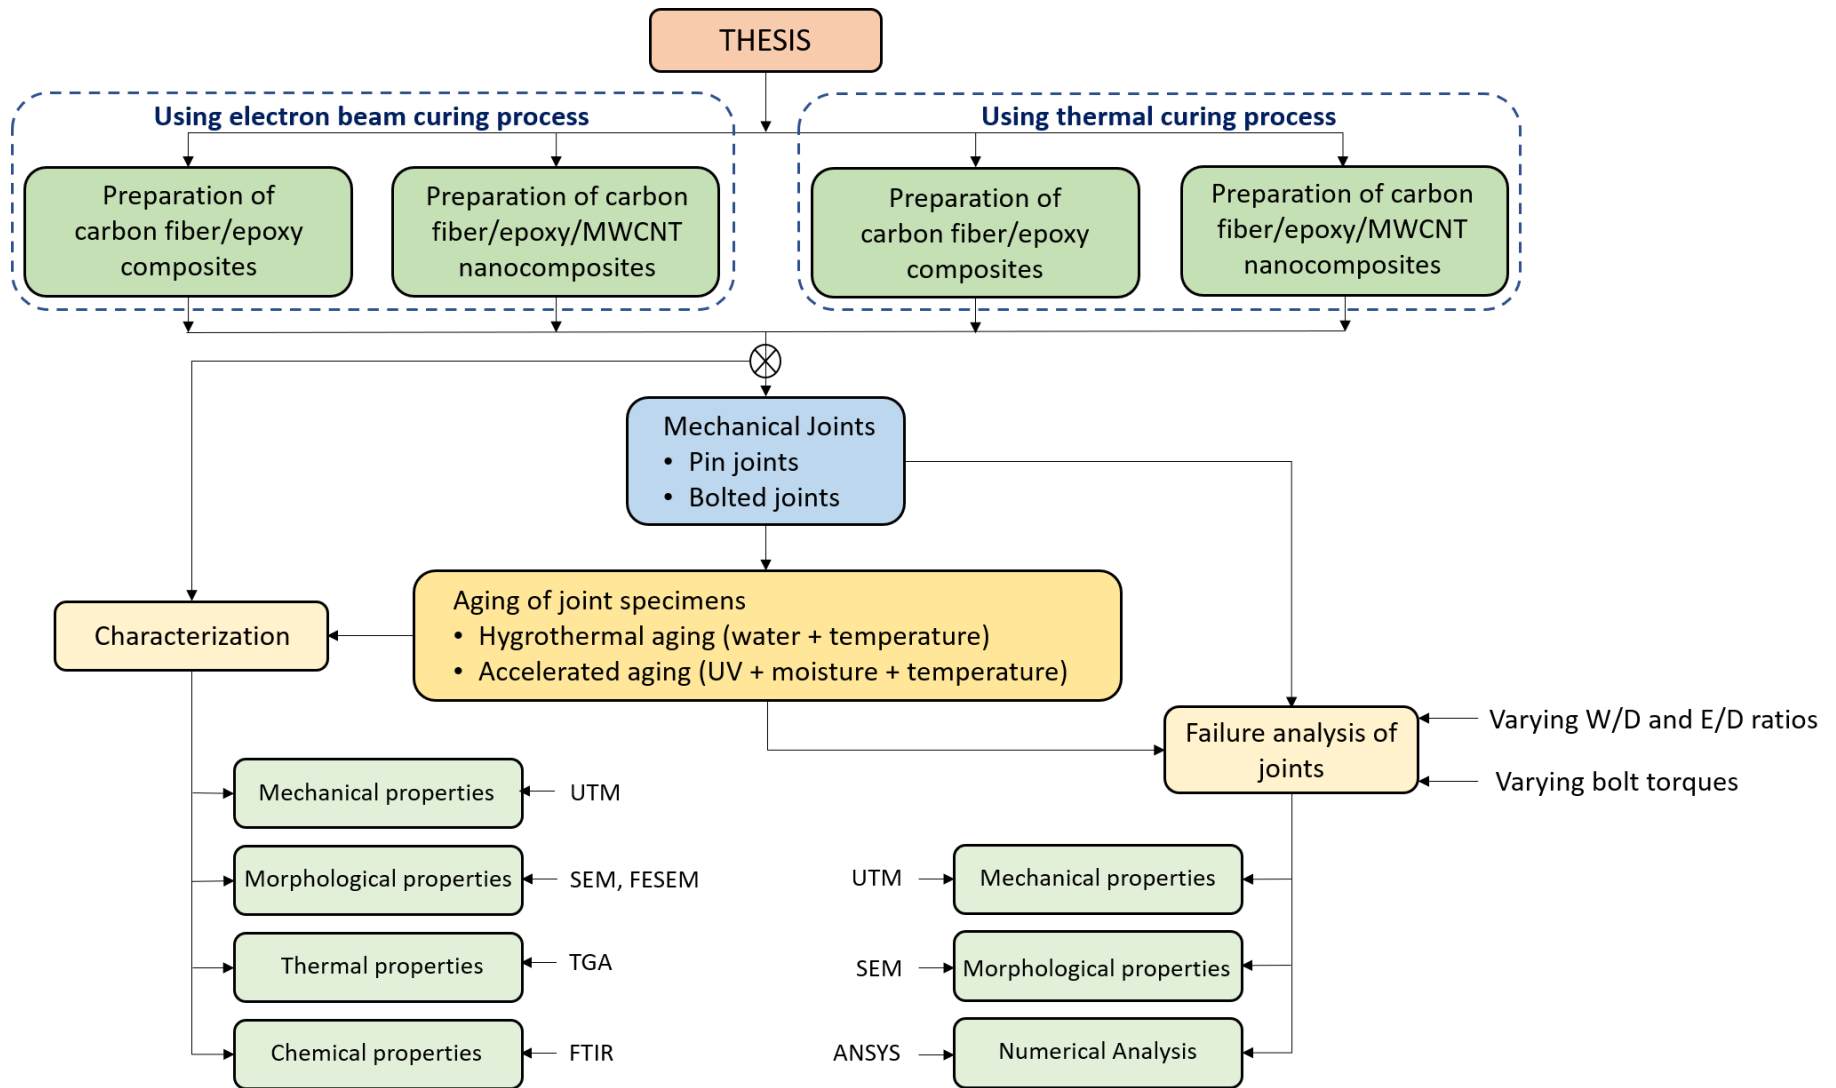 THESIS
Using electron beam curing process
Using thermal curing process
Preparation of
carbon fiber/epoxy
composites
Preparation of carbon
fiber/epoxy/MWCNT
nanocomposites
Preparation of
carbon fiber/epoxy
composites
Preparation of carbon
fiber/epoxy/MWCNT
nanocomposites
Mechanical Joints
• Pin joints
• Bolted joints
Aging of joint specimens
• Hygrothermal aging (water + temperature)
• Accelerated aging (UV + moisture + temperature)
Characterization
Failure analysis of
joints
Varying W/D and E/D ratios
Varying bolt torques
Mechanical properties
UTM
Morphological properties
SEM, FESEM
Thermal properties
TGA
Chemical properties
FTIR
UTM
Mechanical properties
SEM
Morphological properties
ANSYS
Numerical Analysis